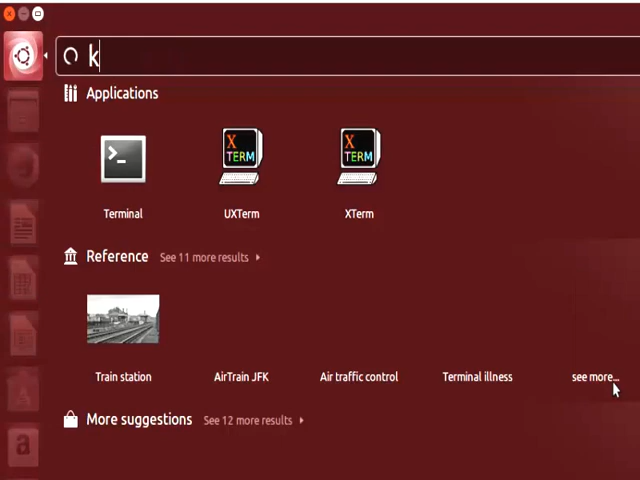 k
Applications
>_
X
TERM
X
TERM
Terminal
UXTerm
XTerm
Reference See 11 more results
Train station
AirTrain JFK
Air traffic control
Terminal illness
see more...
More suggestions See 12 more results
A
a